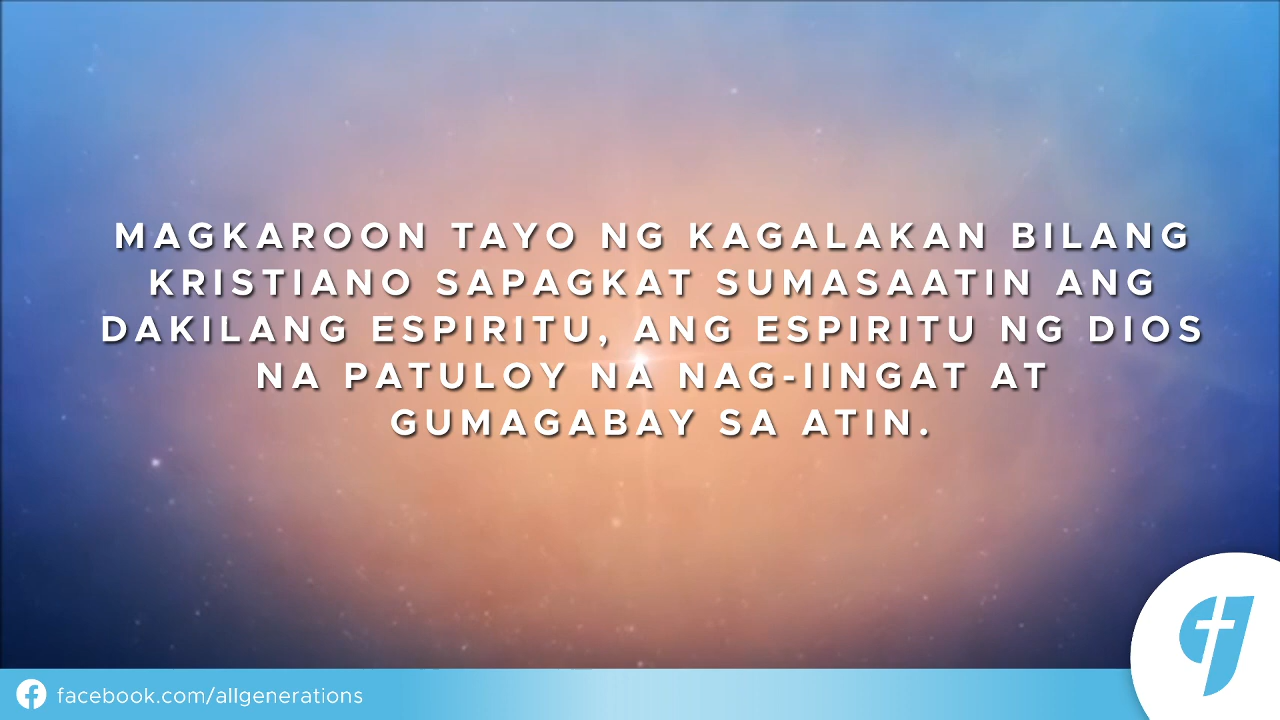 MAGKAROON TAYO NG KAGALAKAN BILANG
KRISTIANO SAPAGKAT SUMASAATIN ANG
DAKILANG ESPIRITU, ANG ESPIRITU NG DIOS
NA PATULOY NA NAG-IINGAT AT
GUMAGABAY SA ATIN.
facebook.com/allgenerations